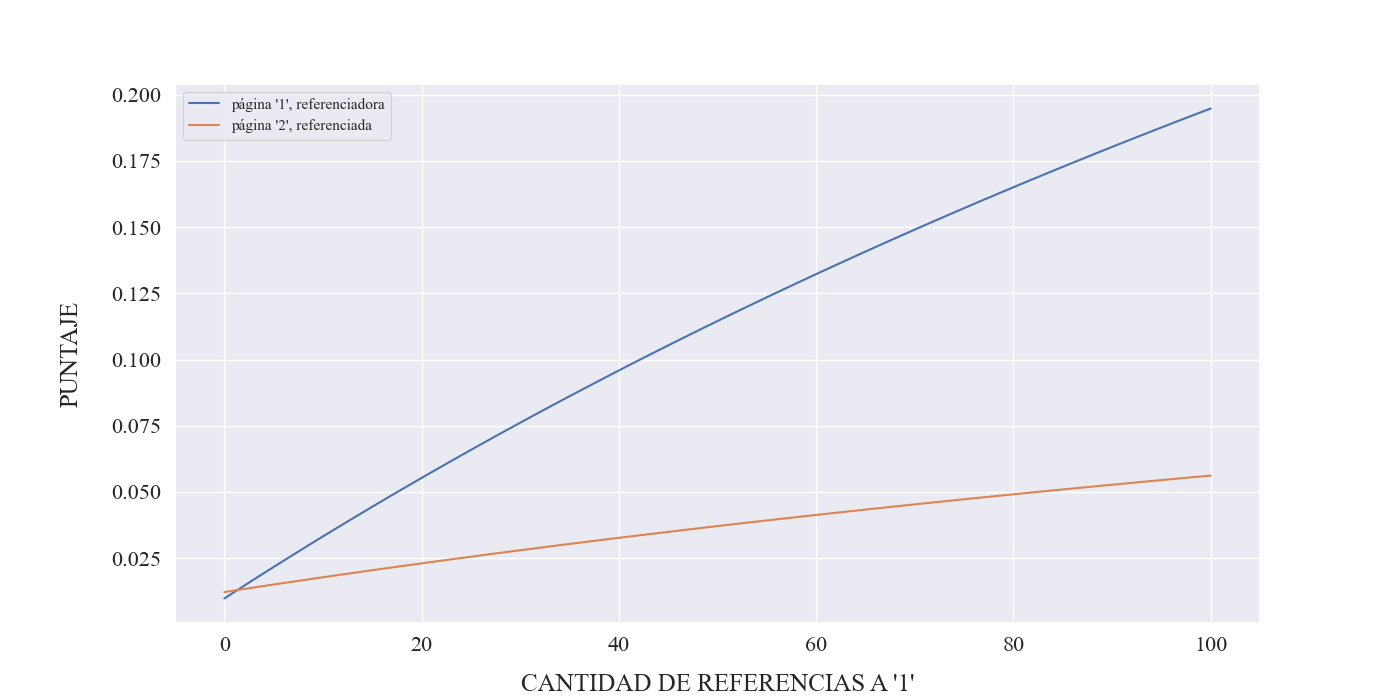 página '1', referenciadora
página '2', referenciada
0.200
0.175
0.150
0.125
0.100
0.075
0.050
0.025
PUNTAJE
0 20 40 60 80 100
CANTIDAD DE REFERENCIAS A '1'